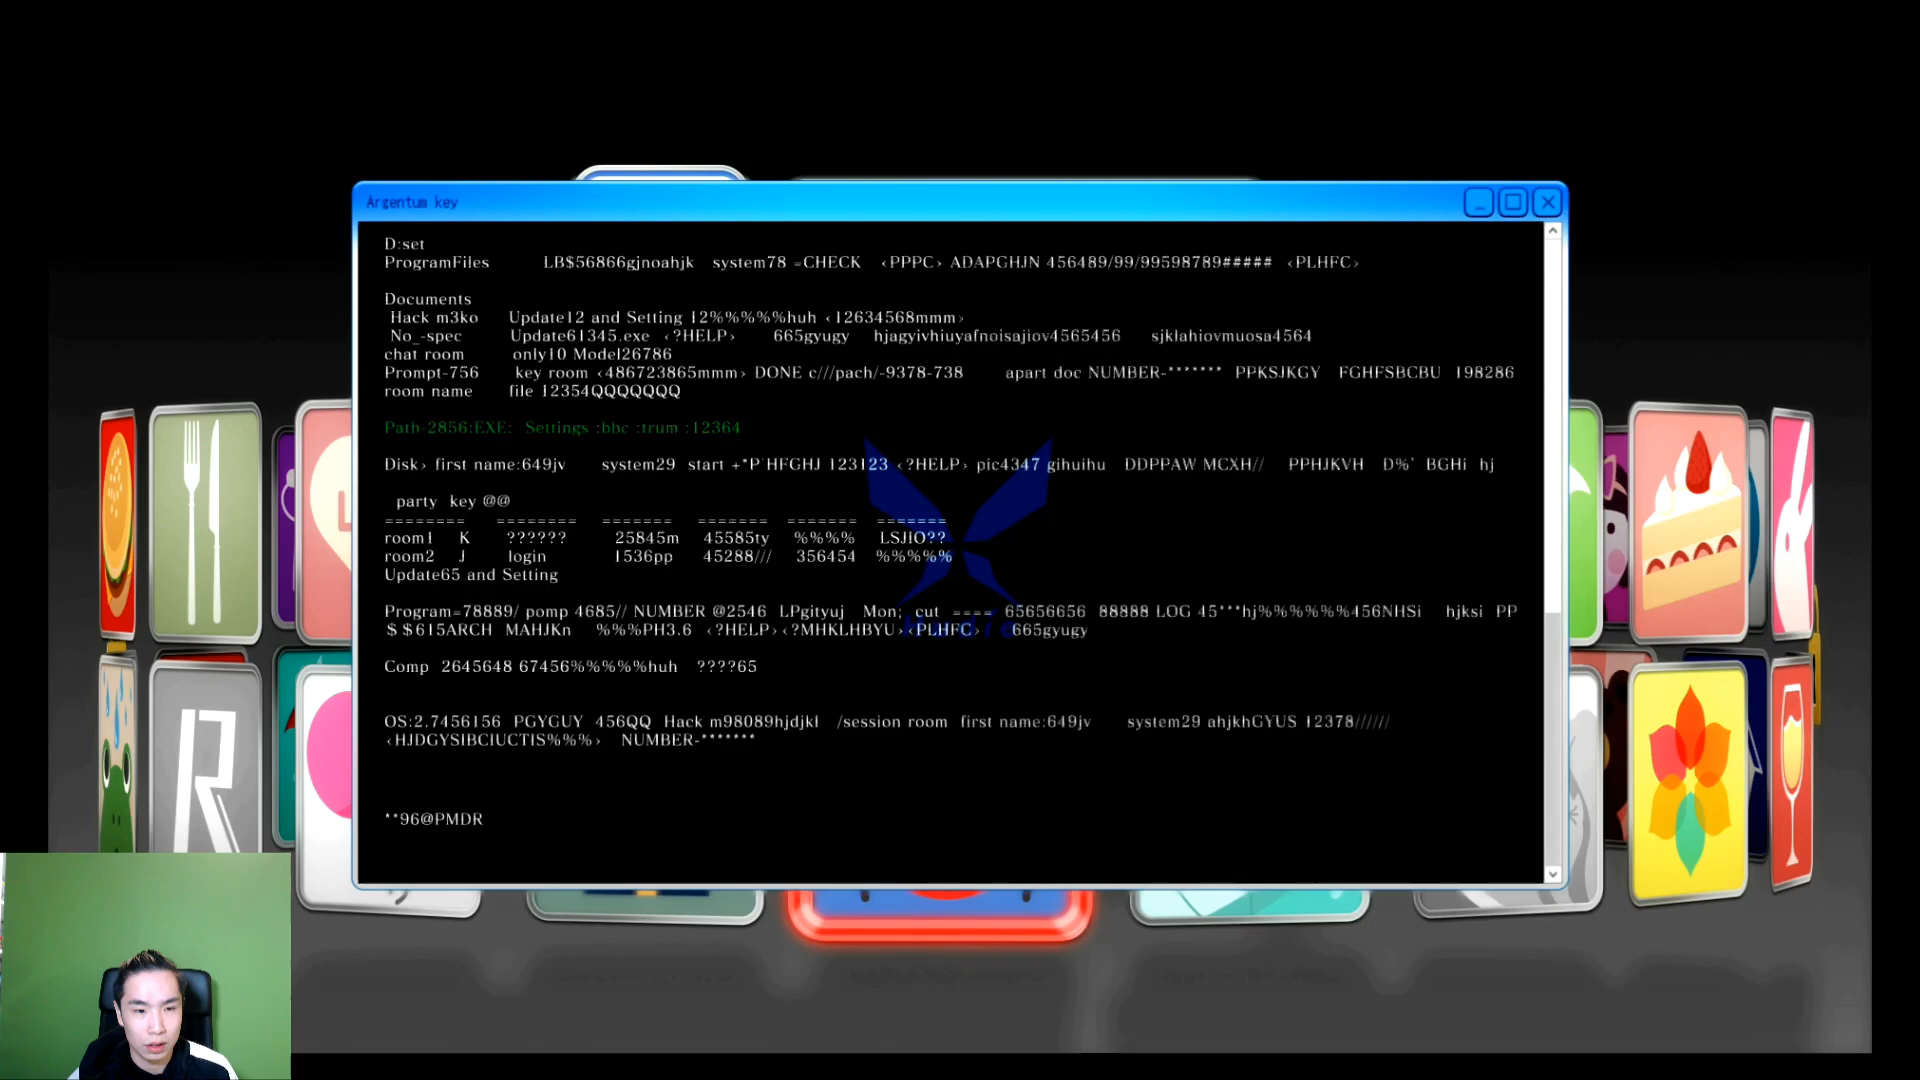 Argentum key
D:set
ProgramFiles LB$56866gjnoahjk system78 =CHECK ‹PPPC› ADAPGHJN 456489/99/99598789##### ‹PLHFC›
Documents
Hack m3ko Update12 and Setting 12%%%%%huh ‹12634568mmm›
No_-spec Update61345.exe ‹?HELP› 665gyugy hjagyivhiuyafnoisajiov4565456 sjklahiovmuosa4564
chat room only10 Model26786
Prompt-756 key room ‹486723865mmm› DONE c///pach/-9378-738 apart doc NUMBER-******* PPKSJKGY FGHFSBCBU 198286
room name file 12354QQQQQQQ
Path-2856:EXE: Settings :bbc :trum :12364
Disk› first name:649jv system29 start +*P`HFGHJ 123123 ‹?HELP› pic4347 gihuihu DDPPAW MCXH// PPHJKVH D%' BGHi hj
party key @@
======== ======== ======= ======= ======= =======
room1 K ?????? 25845m 45585ty %%%% LSJIO??
room2 J login 1536pp 45288/// 356454 %%%%%
Update65 and Setting
Program=78889/ pomp 4685// NUMBER @2546 LPgityuj Mon; cut ==== 65656656 88888 LOG 45***hj%%%%%%456NHSi hjksi PP
$ $615ARCH MAHJKn %%%PH3.6 ‹?HELP› ‹?MHKLHBYU› ‹PLHFC› 665gyugy
Comp 2645648 67456%%%%%huh ????65
OS:2.7456156 PGYGUY 456QQ Hack m98089hjdjkl /session room first name:649jv system29 ahjkhGYUS 12378//////
‹HJDGYSIBCIUCTIS%%%› NUMBER-*******
**96@PMDR